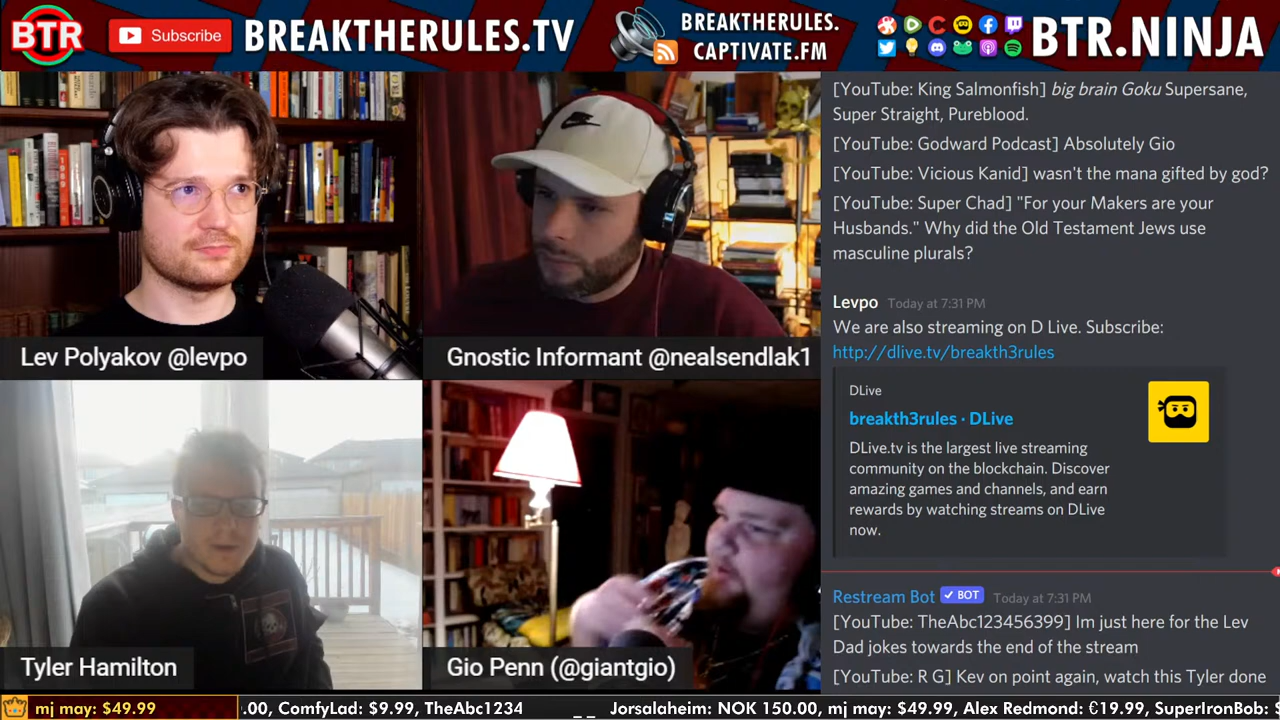 BTR
Subscribe
BREAKTHERULES.TV
BREAKTHERULES.
CAPTIVATE.FM
BTR.NINJA
[YouTube: King Salmonfish] big brain Goku Supersane,
Super Straight, Pureblood.
[YouTube: Godward Podcast] Absolutely Gio
[YouTube: Vicious Kanid] wasn't the mana gifted by god?
[YouTube: Super Chad] "For your Makers are your
Husbands." Why did the Old Testament Jews use
masculine plurals?
Levpo Today at 7:31 PM
We are also streaming on D Live. Subscribe:
http://dlive.tv/breakth3rules
DLive
breakth3rules · DLive
DLive.tv is the largest live streaming
community on the blockchain. Discover
amazing games and channels, and earn
rewards by watching streams on DLive
now.
Restream Bot ✓ BOT Today at 7:31 PM
[YouTube: TheAbc123456399] Im just here for the Lev
Dad jokes towards the end of the stream
[YouTube: R G] Kev on point again, watch this Tyler done
1989
Lev Polyakov @levpo
Gnostic Informant @nealsendlak1
Tyler Hamilton
Gio Penn (@giantgio)
mj may: $49.99
.00, ComfyLad: $9.99, TheAbc1234
_ _ Jorsalaheim: NOK 150.00, mj may: $49.99, Alex Redmond: €19.99, SuperIronBob: $